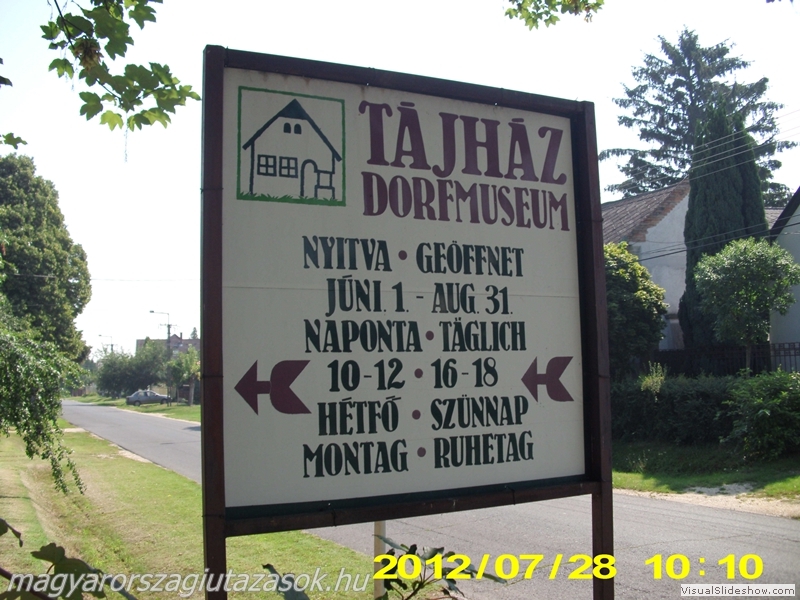 TÁJHÁZ
DORFMUSEUM
NYITVA • GEÖFFNET
JÚNI. 1. - AUG. 31.
NAPONTA • TÄGLICH
10-12 • 16-18
HÉTFŐ • SZÜNNAP
MONTAG • RUHETAG
2012/07/28 10:10
www.magyarorszagiutazasok.hu
VisualSlideshow.com